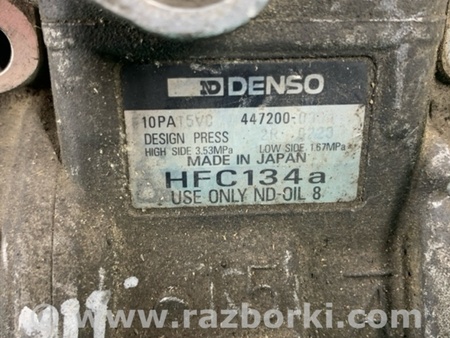 ND DENSO
10PA15VC 447200-
DESIGN PRESS
HIGH SIDE 3.53MPa LOW SIDE 1.67MPa
MADE IN JAPAN
HFC134a
USE ONLY ND-OIL 8
www.razborki.com